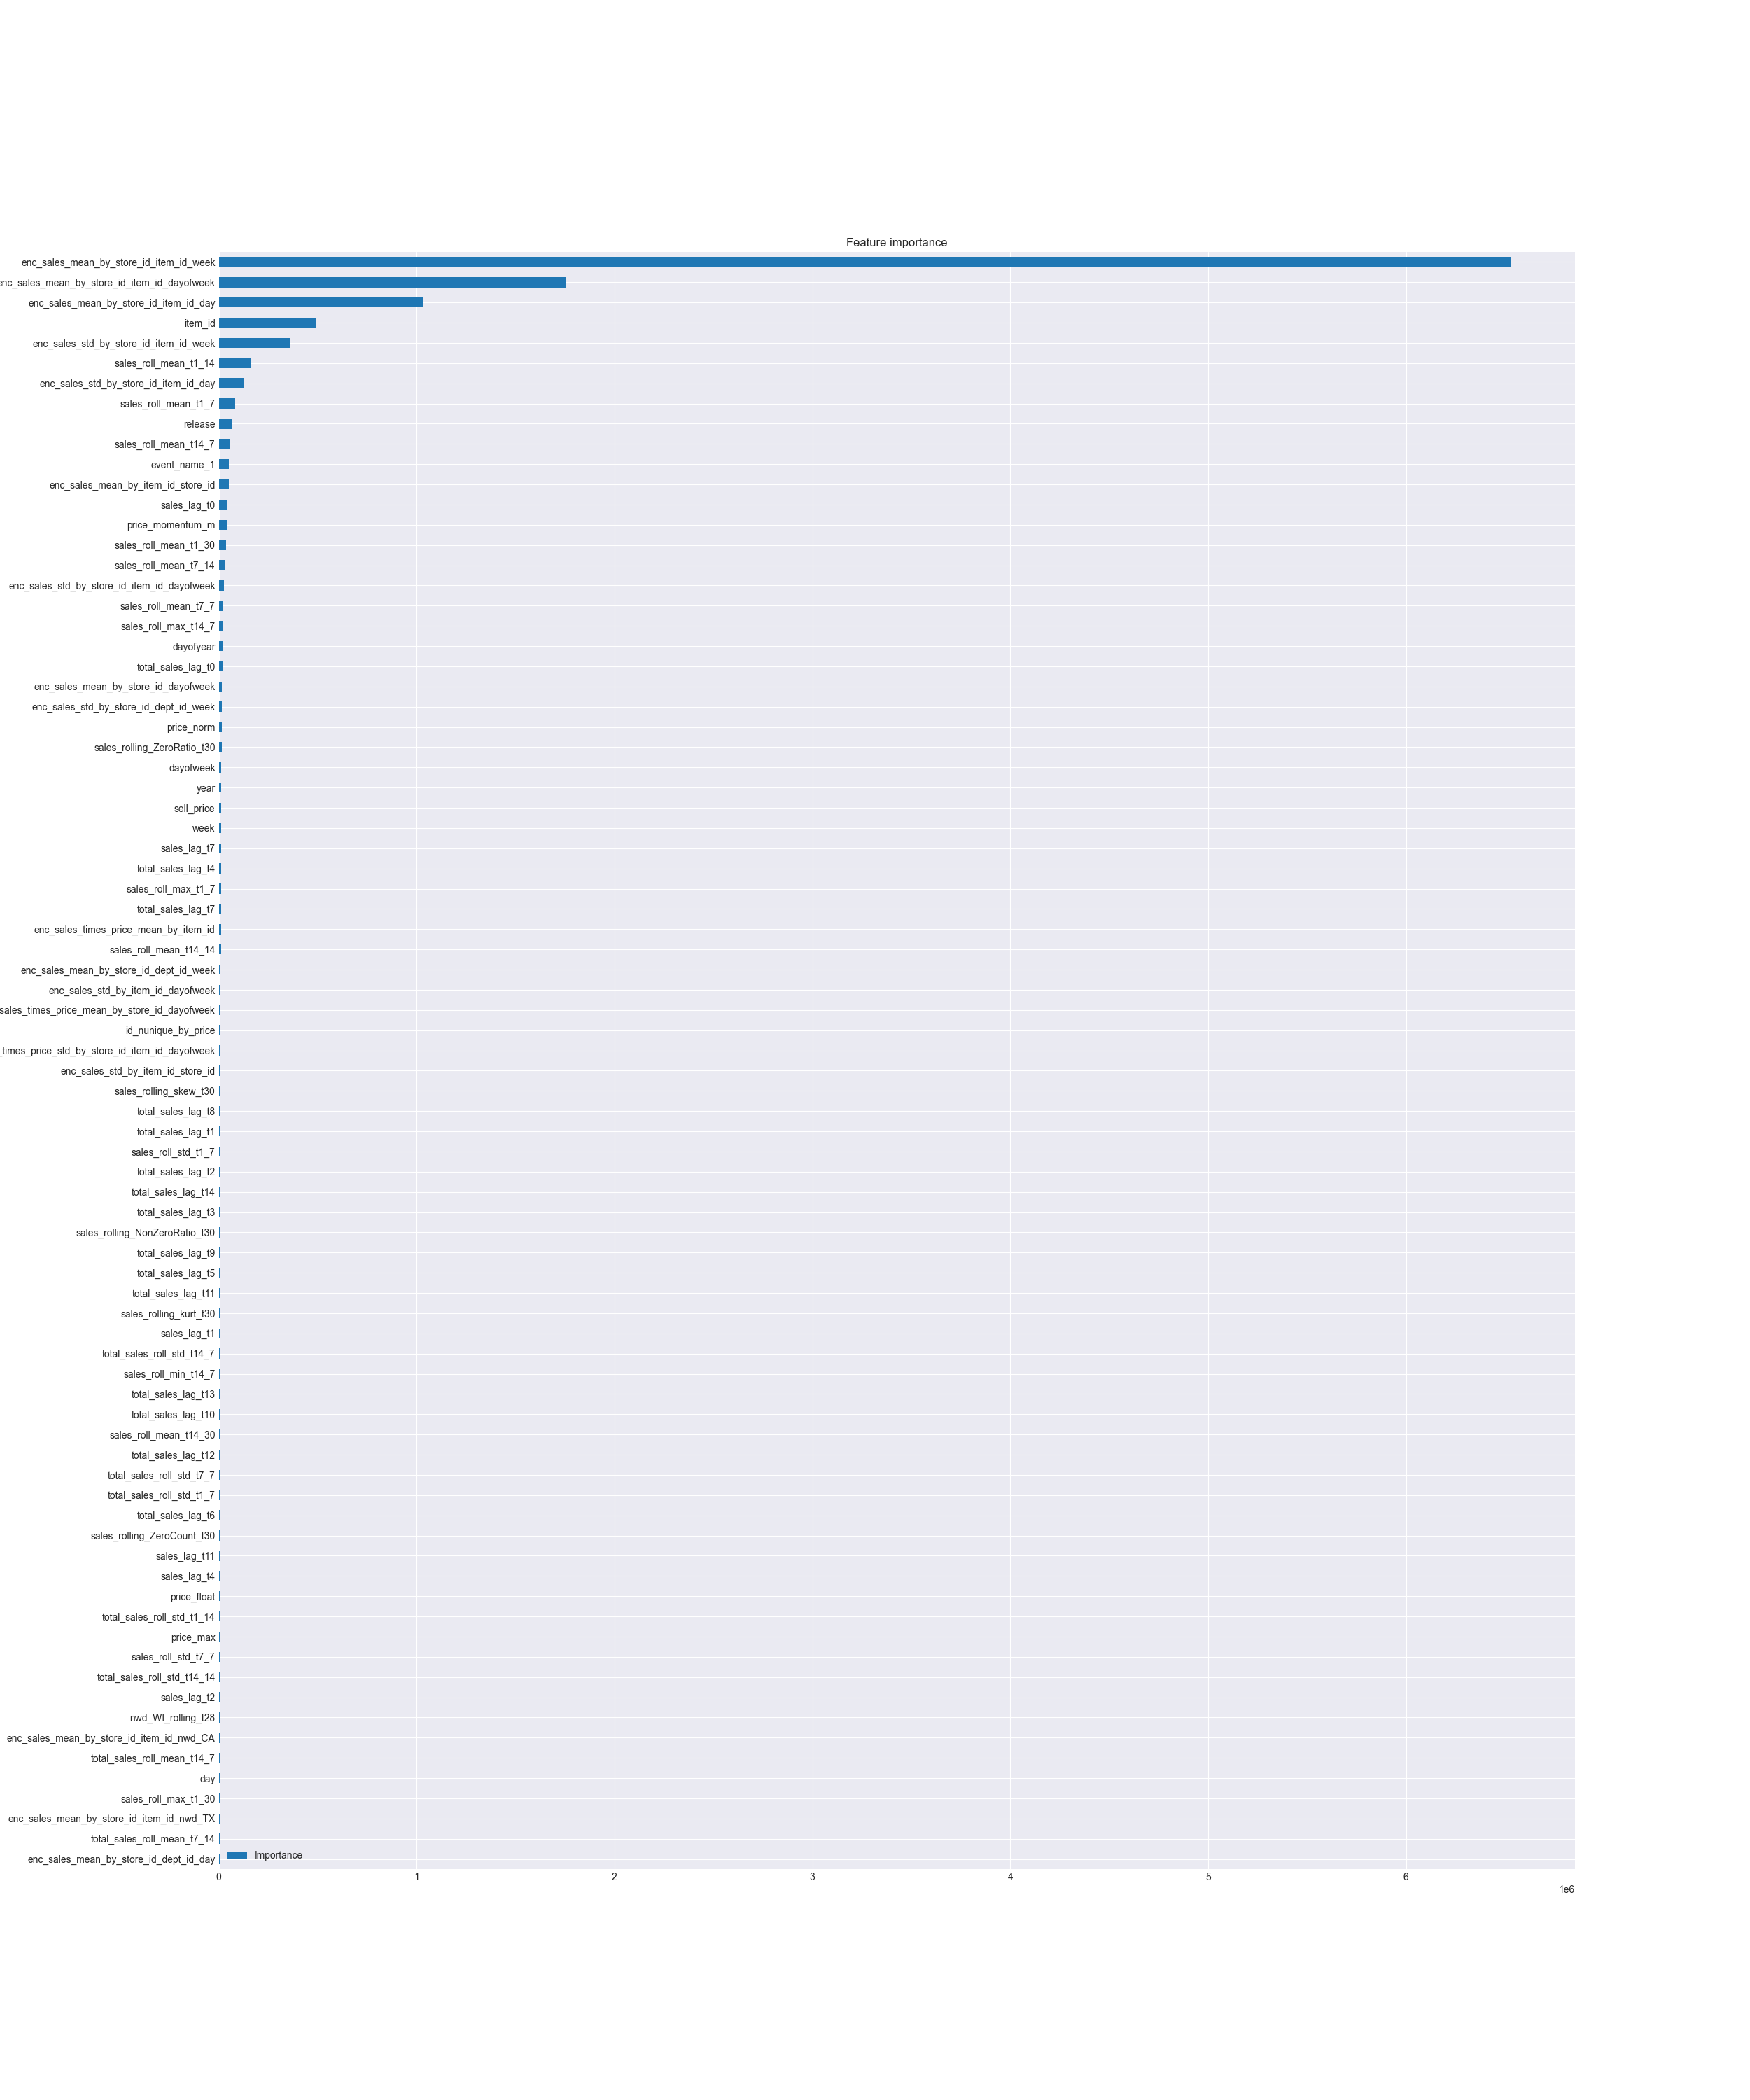 Feature importance
enc_sales_mean_by_store_id_item_id_week
enc_sales_mean_by_store_id_item_id_dayofweek
enc_sales_mean_by_store_id_item_id_day
item_id
enc_sales_std_by_store_id_item_id_week
sales_roll_mean_t1_14
enc_sales_std_by_store_id_item_id_day
sales_roll_mean_t1_7
release
sales_roll_mean_t14_7
event_name_1
enc_sales_mean_by_item_id_store_id
sales_lag_t0
price_momentum_m
sales_roll_mean_t1_30
sales_roll_mean_t7_14
enc_sales_std_by_store_id_item_id_dayofweek
sales_roll_mean_t7_7
sales_roll_max_t14_7
dayofyear
total_sales_lag_t0
enc_sales_mean_by_store_id_dayofweek
enc_sales_std_by_store_id_dept_id_week
price_norm
sales_rolling_ZeroRatio_t30
dayofweek
year
sell_price
week
sales_lag_t7
total_sales_lag_t4
sales_roll_max_t1_7
total_sales_lag_t7
enc_sales_times_price_mean_by_item_id
sales_roll_mean_t14_14
enc_sales_mean_by_store_id_dept_id_week
enc_sales_std_by_item_id_dayofweek
sales_times_price_mean_by_store_id_dayofweek
id_nunique_by_price
_times_price_std_by_store_id_item_id_dayofweek
enc_sales_std_by_item_id_store_id
sales_rolling_skew_t30
total_sales_lag_t8
total_sales_lag_t1
sales_roll_std_t1_7
total_sales_lag_t2
total_sales_lag_t14
total_sales_lag_t3
sales_rolling_NonZeroRatio_t30
total_sales_lag_t9
total_sales_lag_t5
total_sales_lag_t11
sales_rolling_kurt_t30
sales_lag_t1
total_sales_roll_std_t14_7
sales_roll_min_t14_7
total_sales_lag_t13
total_sales_lag_t10
sales_roll_mean_t14_30
total_sales_lag_t12
total_sales_roll_std_t7_7
total_sales_roll_std_t1_7
total_sales_lag_t6
sales_rolling_ZeroCount_t30
sales_lag_t11
sales_lag_t4
price_float
total_sales_roll_std_t1_14
price_max
sales_roll_std_t7_7
total_sales_roll_std_t14_14
sales_lag_t2
nwd_WI_rolling_t28
enc_sales_mean_by_store_id_item_id_nwd_CA
total_sales_roll_mean_t14_7
day
sales_roll_max_t1_30
enc_sales_mean_by_store_id_item_id_nwd_TX
total_sales_roll_mean_t7_14
enc_sales_mean_by_store_id_dept_id_day
Importance
0 1 2 3 4 5 6
1e6